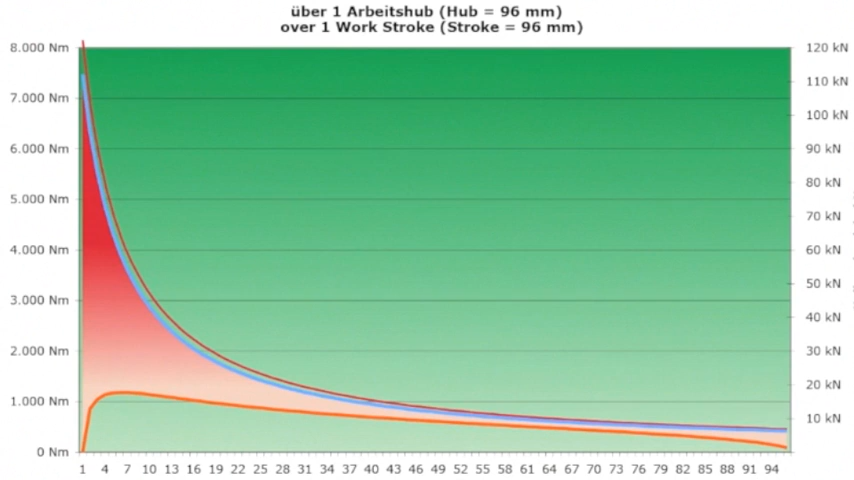 über 1 Arbeitshub (Hub = 96 mm)
over 1 Work Stroke (Stroke = 96 mm)
8.000 Nm 120 kN
110 kN
7.000 Nm 100 kN
6.000 Nm 90 kN
80 kN
5.000 Nm 70 kN
4.000 Nm 60 kN
50 kN
3.000 Nm 40 kN
2.000 Nm 30 kN
20 kN
1.000 Nm 10 kN
0 Nm
1 4 7 10 13 16 19 22 25 28 31 34 37 40 43 46 49 52 55 58 61 64 67 70 73 76 79 82 85 88 91 94